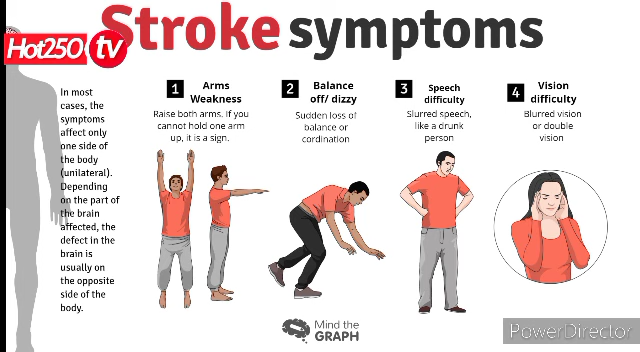 Stroke symptoms
Hot250 tv
In most
cases, the
symptoms
affect only
one side of
the body
(unilateral).
Depending
on the part of
the brain
affected, the
defect in the
brain is
usually on
the opposite
side of the
body.
1 Arms
Weakness
Raise both arms. If you
cannot hold one arm
up, it is a sign.
2 Balance
off/ dizzy
Sudden loss of
balance or
cordination
3 Speech
difficulty
Slurred speech,
like a drunk
person
4 Vision
difficulty
Blurred vision
or double
vision
Mind the
GRAPH
PowerDirector